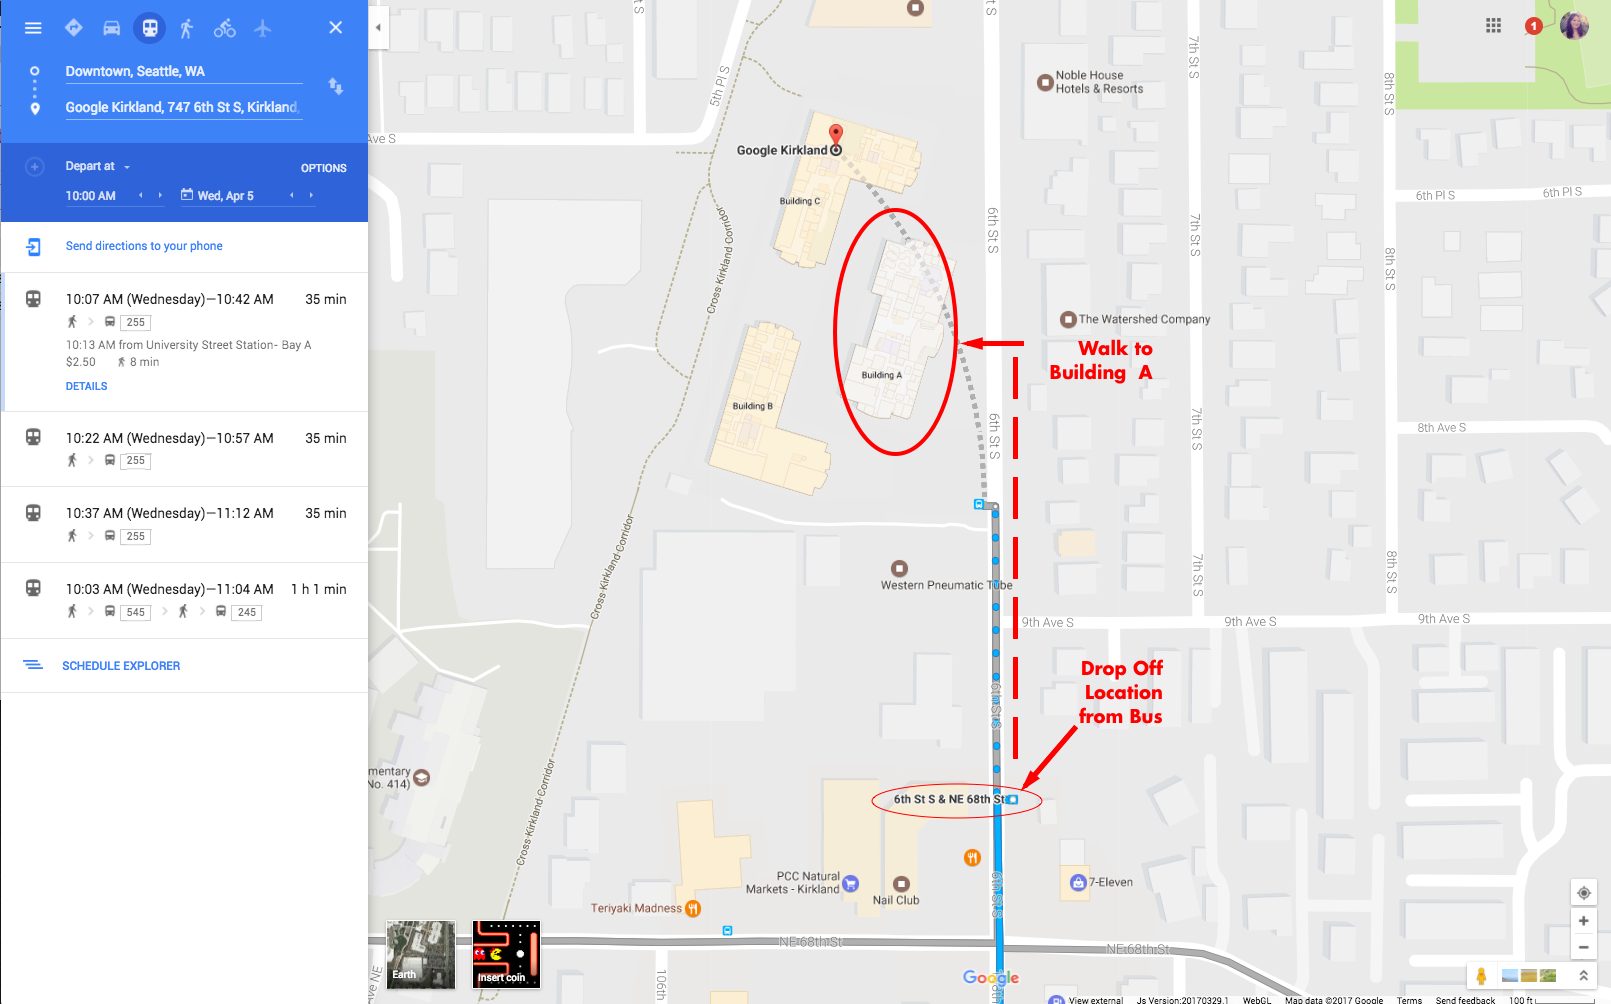 Downtown, Seattle, WA
Google Kirkland, 747 6th St S, Kirkland,
Depart at
OPTIONS
10:00 AM
Wed, Apr 5
Send directions to your phone
10:07 AM (Wednesday)—10:42 AM 35 min
255
10:13 AM from University Street Station- Bay A
$2.50 8 min
DETAILS
10:22 AM (Wednesday)—10:57 AM 35 min
255
10:37 AM (Wednesday)—11:12 AM 35 min
255
10:03 AM (Wednesday)—11:04 AM 1 h 1 min
545 245
SCHEDULE EXPLORER
1
5th Pl S
Ave S
Noble House
Hotels & Resorts
7th St S
8th St S
Google Kirkland
Building C
Cross Kirkland Corridor
6th St S
7th St S
8th St S
6th Pl S
6th Pl S
The Watershed Company
Walk to
Building A
Building A
Building B
6th St S
7th St S
8th Ave S
Cross Kirkland Corridor
Western Pneumatic Tube
7th St S
8th St S
9th Ave S
9th Ave S
9th Ave S
6th St S
Drop Off
Location
from Bus
mentary
No. 414)
Cross Kirkland Corridor
6th St S & NE 68th St
PCC Natural
Markets - Kirkland
Nail Club
6th St S
7-Eleven
Teriyaki Madness
NE 68th St
NE 68th St
Earth
Insert coin
106th
Google
View external
Js Version:20170329.1
WebGL
Map data ©2017 Google
Terms
Send feedback
100 ft